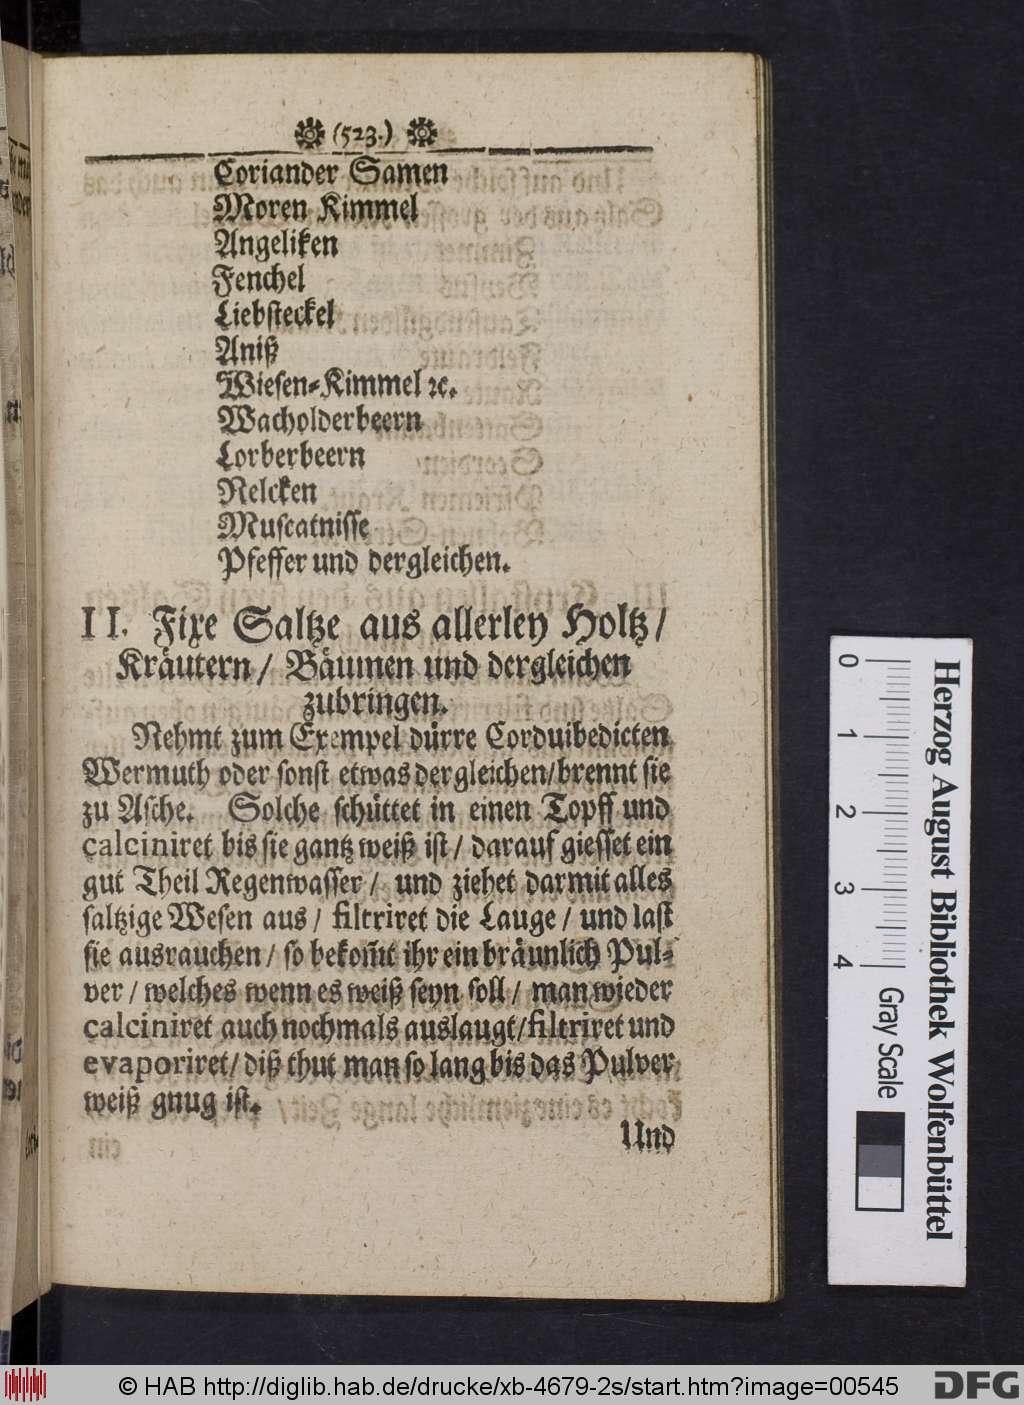 (523.)
Coriander Samen
Moren Kimmel
Angeliken
Fenchel
Liebsteckel
Aniß
Wiesen-Kimmel ꝛc.
Wacholderbeern
Lorberbeern
Nelcken
Muscatnisse
Pfeffer und dergleichen.
II. Fixe Saltze aus allerley Holtz/
Kräutern/ Bäumen und dergleichen
zubringen.
Nehmt zum Exempel dürre Corduibedicten
Wermuth oder sonst etwas dergleichen/brennt sie
zu Asche. Solche schüttet in einen Topff und
calciniret bis sie gantz weiß ist/ darauf giesset ein
gut Theil Regenwasser/ und ziehet darmit alles
saltzige Wesen aus/ filtriret die Lauge/ und last
sie ausrauchen/ so bekom̄t ihr ein bräunlich Pul-
ver/ welches wenn es weiß seyn soll/ man wieder
calciniret auch nochmals auslaugt/filtriret und
evaporiret/ diß thut man so lang bis das Pulver
weiß gnug ist.
Und
Herzog August Bibliothek Wolfenbüttel
0 1 2 3 4 Gray Scale
© HAB http://diglib.hab.de/drucke/xb-4679-2s/start.htm?image=00545
DFG